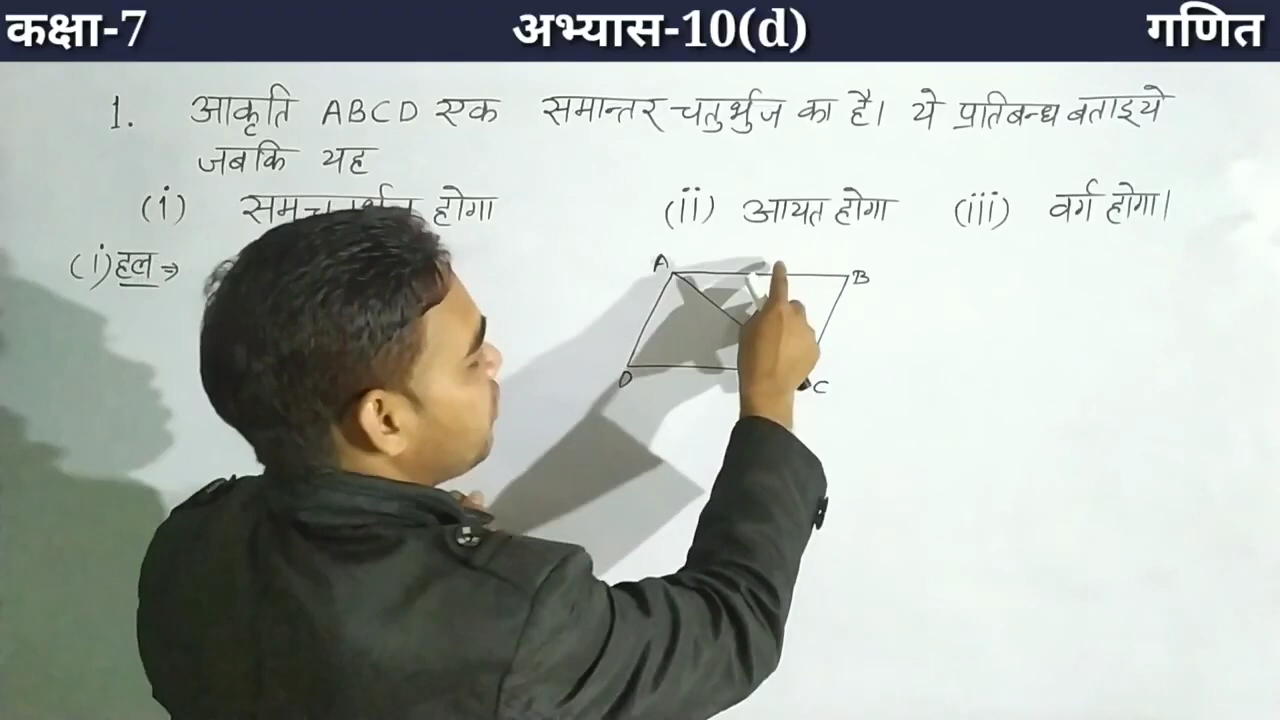 कक्षा-7 अभ्यास-10(d) गणित
1. आकृति ABCD एक समान्तर चतुर्भुज का है। ये प्रतिबन्ध बताइये
जबकि यह
(i) होगा (ii) आयत होगा (iii) वर्ग होगा।
(i) हल ⇒
A B
D C